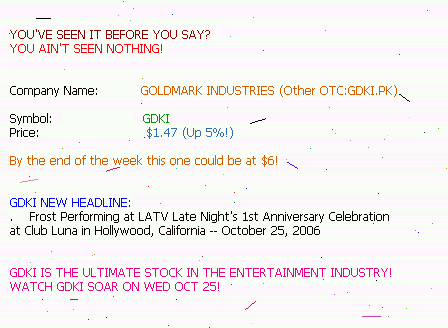 YOU'VE SEEN IT BEFORE YOU SAY?
YOU AIN'T SEEN NOTHING!
Company Name: GOLDMARK INDUSTRIES (Other OTC:GDKI.PK)
Symbol: GDKI
Price: $1.47 (Up 5%!)
By the end of the week this one could be at $6!
GDKI NEW HEADLINE:
. Frost Performing at LATV Late Night's 1st Anniversary Celebration
at Club Luna in Hollywood, California -- October 25, 2006
GDKI IS THE ULTIMATE STOCK IN THE ENTERTAINMENT INDUSTRY!
WATCH GDKI SOAR ON WED OCT 25!